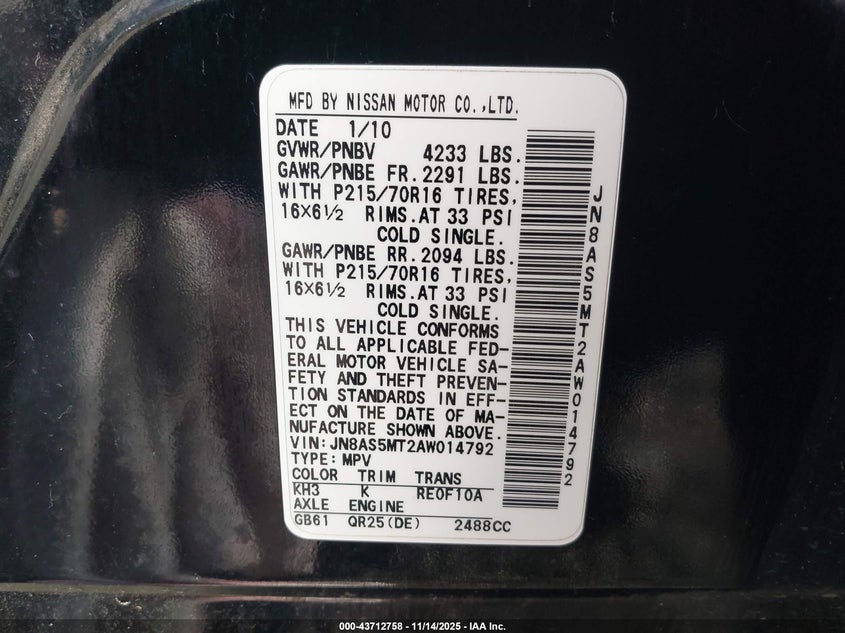 MFD BY NISSAN MOTOR CO.,LTD.
DATE 1/10
GVWR/PNBV 4233 LBS.
GAWR/PNBE FR. 2291 LBS.
WITH P215/70R16 TIRES,
16×6½ RIMS. AT 33 PSI
COLD SINGLE.
GAWR/PNBE RR. 2094 LBS.
WITH P215/70R16 TIRES,
16×6½ RIMS. AT 33 PSI
COLD SINGLE.
THIS VEHICLE CONFORMS
TO ALL APPLICABLE FED-
ERAL MOTOR VEHICLE SA-
FETY AND THEFT PREVEN-
TION STANDARDS IN EFF-
ECT ON THE DATE OF MA-
NUFACTURE SHOWN ABOVE.
VIN:JN8AS5MT2AW014792
TYPE:MPV
COLOR TRIM TRANS
KH3 K RE0F10A
AXLE ENGINE
GB61 QR25(DE) 2488CC
JN8AS5MT2AW014792
000-43712758 - 11/14/2025 - IAA Inc.